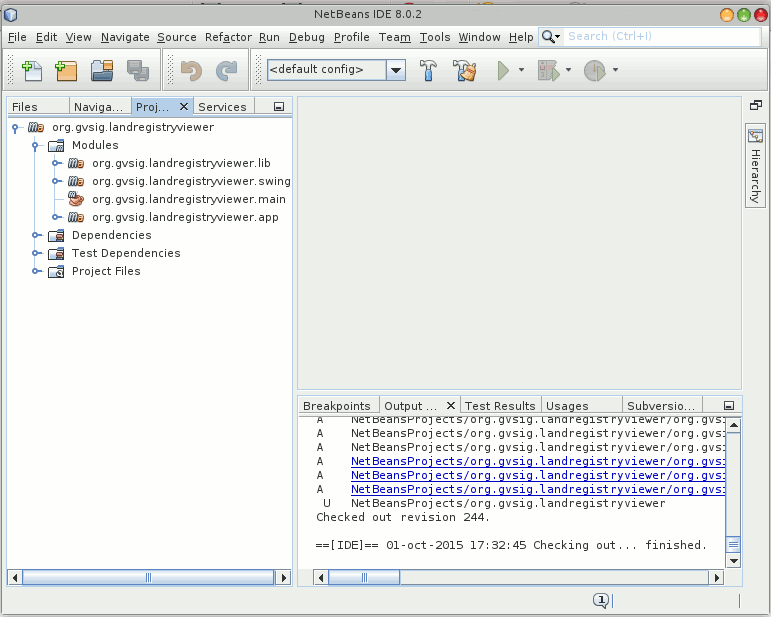 NetBeans IDE 8.0.2
File Edit View Navigate Source Refactor Run Debug Profile Team Tools Window Help Search (Ctrl+I)
<default config>
Files Naviga... Proj... X Services
org.gvsig.landregistryviewer
Modules
org.gvsig.landregistryviewer.lib
org.gvsig.landregistryviewer.swing
org.gvsig.landregistryviewer.main
org.gvsig.landregistryviewer.app
Dependencies
Test Dependencies
Project Files
Hierarchy
Breakpoints Output ... X Test Results Usages Subversio...
A NetBeansProjects/org.gvsig.landregistryviewer/org.gvsi
A NetBeansProjects/org.gvsig.landregistryviewer/org.gvsi
A NetBeansProjects/org.gvsig.landregistryviewer/org.gvsi
A NetBeansProjects/org.gvsig.landregistryviewer/org.gvsi
A NetBeansProjects/org.gvsig.landregistryviewer/org.gvsi
A NetBeansProjects/org.gvsig.landregistryviewer/org.gvsi
U NetBeansProjects/org.gvsig.landregistryviewer
Checked out revision 244.
==[IDE]== 01-oct-2015 17:32:45 Checking out... finished.
1